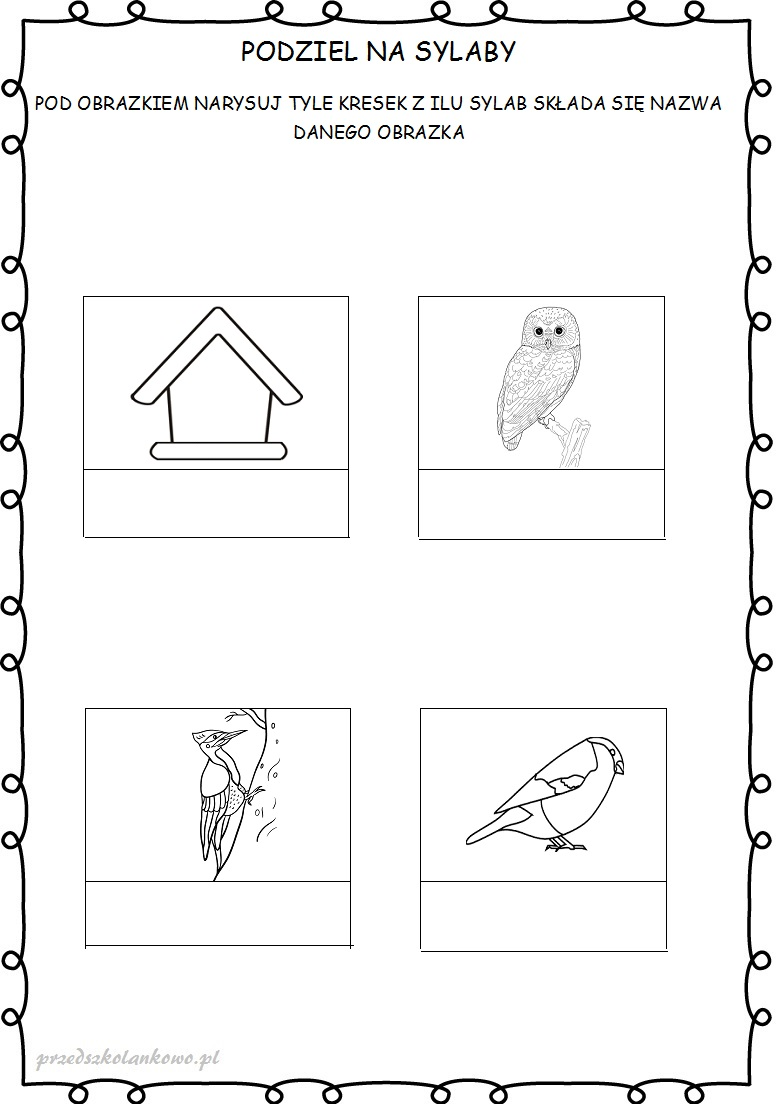 PODZIEL NA SYLABY
POD OBRAZKIEM NARYSUJ TYLE KRESEK Z ILU SYLAB SKŁADA SIĘ NAZWA
DANEGO OBRAZKA
przedszkolankowo.pl